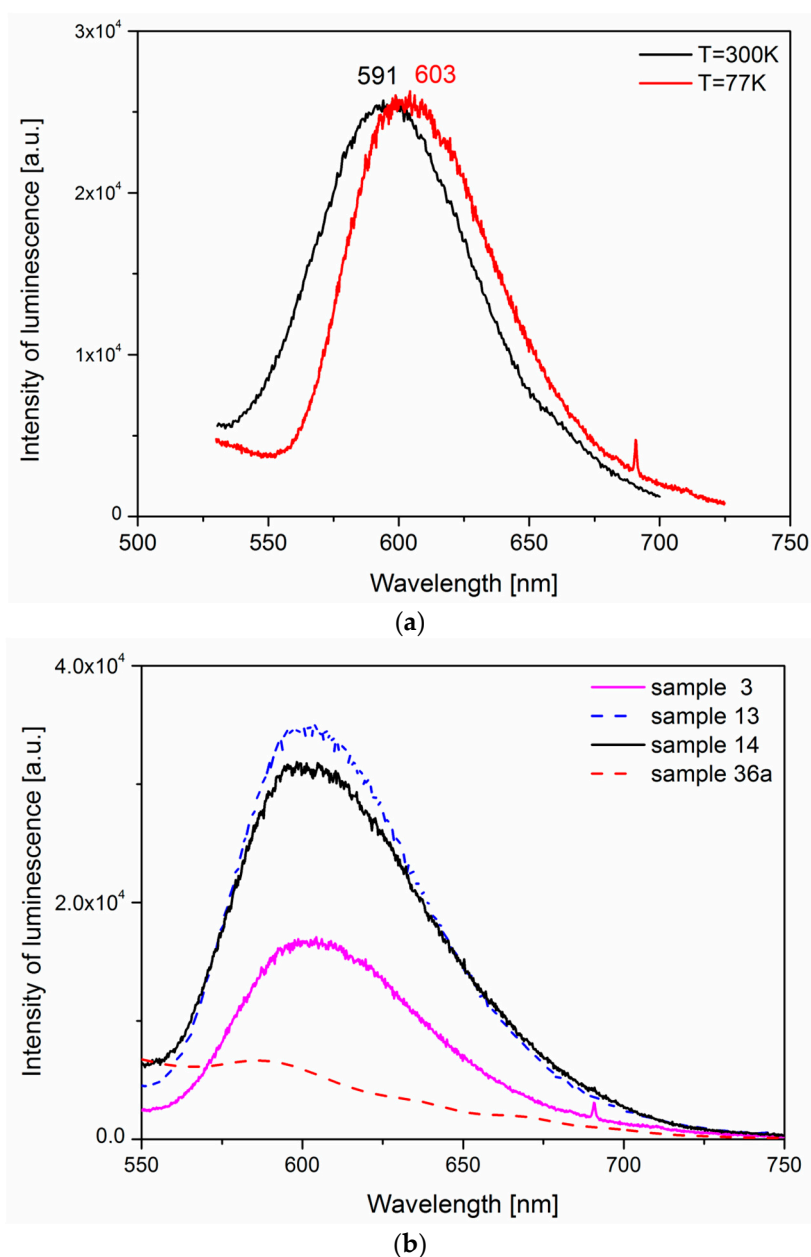 3x10⁴
2x10⁴
1x10⁴
0
591 603
T=300K
T=77K
Intensity of luminescence [a.u.]
500 550 600 650 700 750
Wavelength [nm]
(a)
4.0x10⁴
2.0x10⁴
0.0
sample 3
sample 13
sample 14
sample 36a
Intensity of luminescence [a.u.]
550 600 650 700 750
Wavelength [nm]
(b)